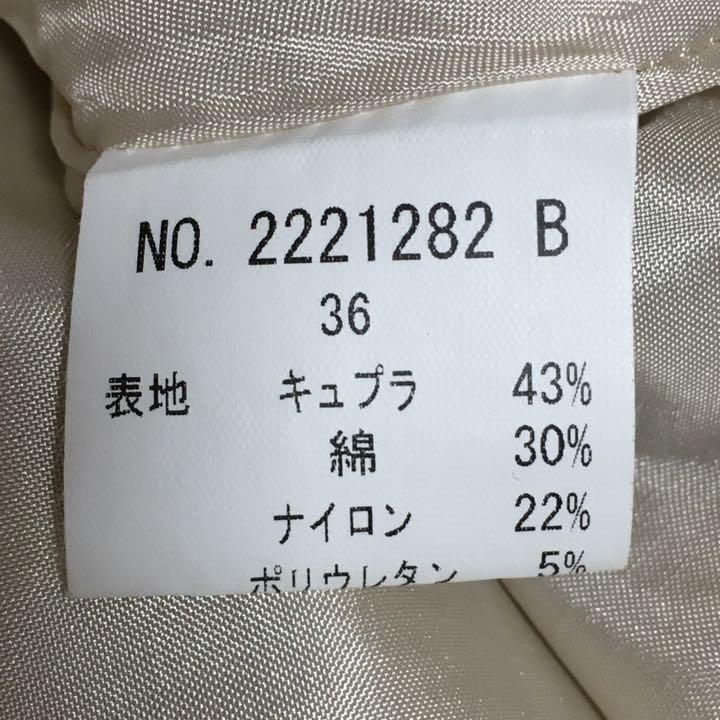 NO. 2221282 B
36
表地 キュプラ 43%
綿 30%
ナイロン 22%
ポリウレタン 5%